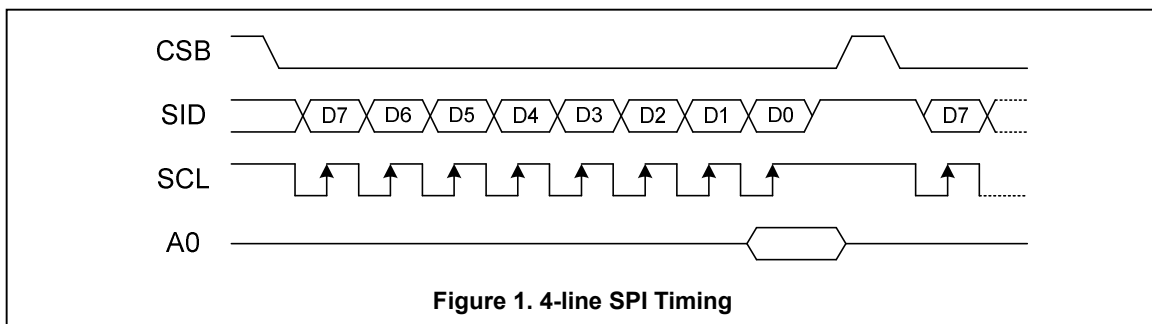 CSB
SID D7 D6 D5 D4 D3 D2 D1 D0 D7
SCL
A0
Figure 1. 4-line SPI Timing